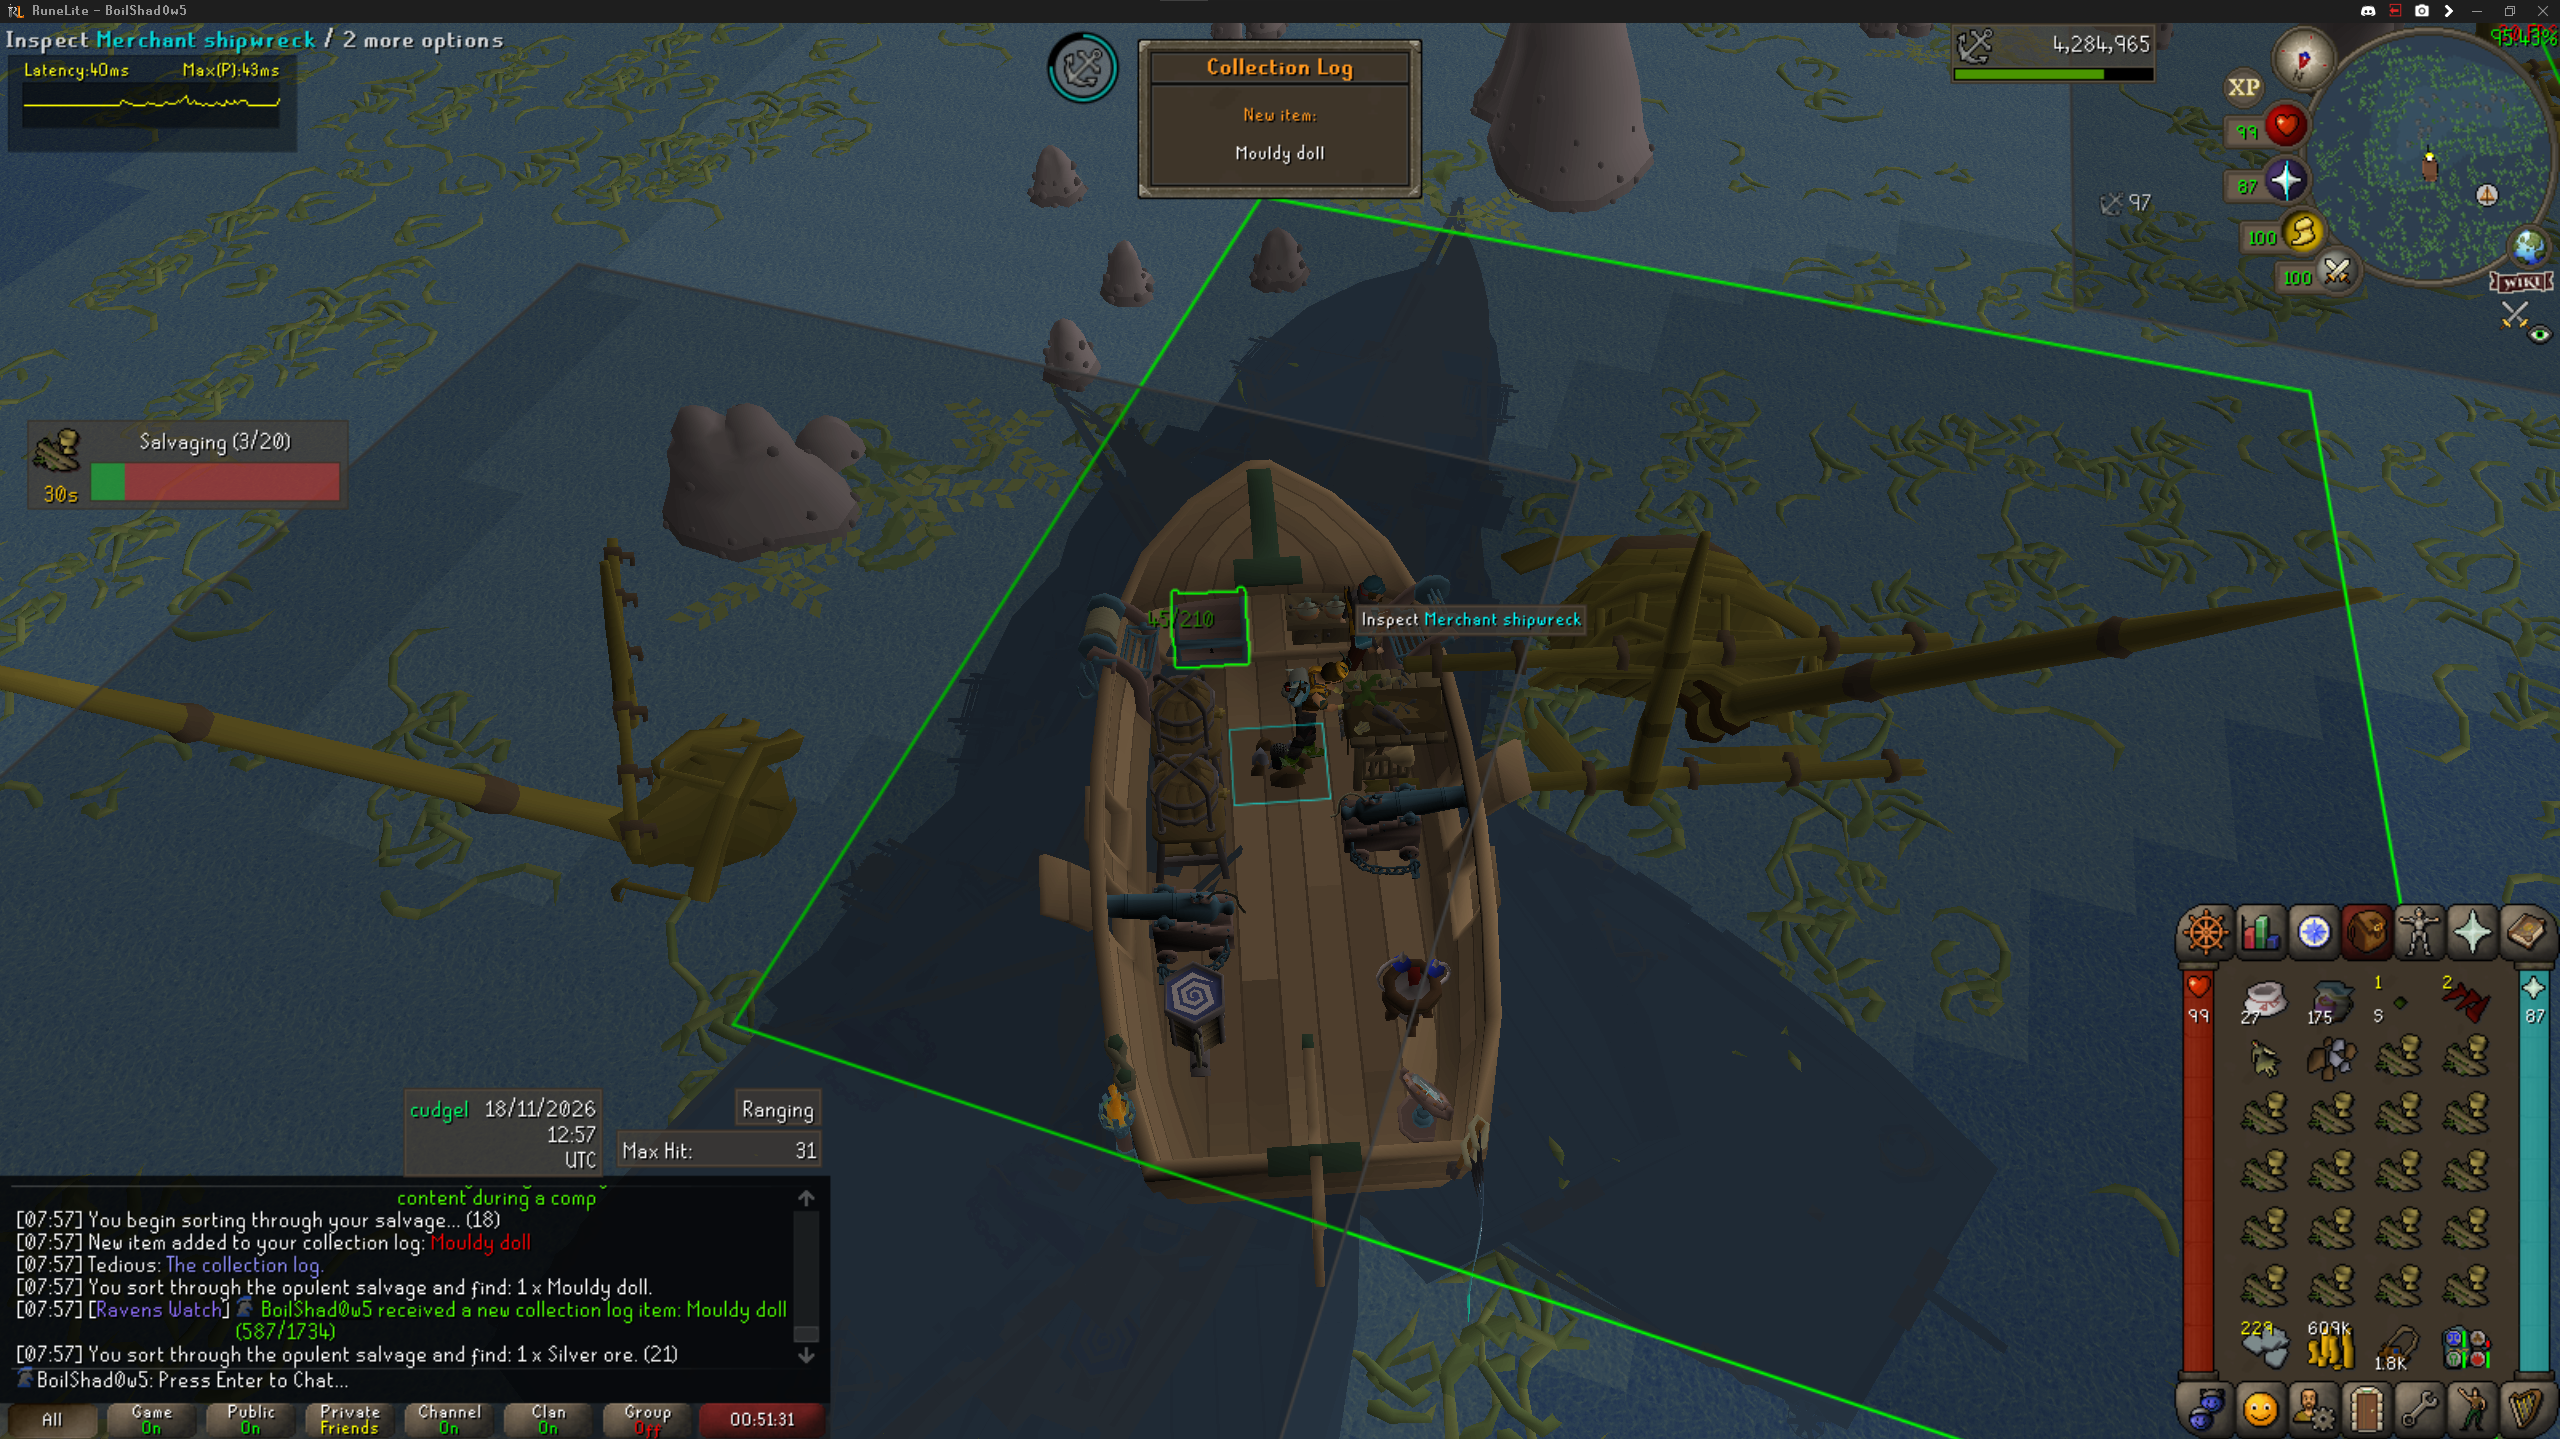 RuneLite - BoilShad0w5
Inspect Merchant shipwreck / 2 more options
Latency:40ms Max(P):43ms
Collection Log
New item:
Mouldy doll
4,284,965
XP
99
87
100
100
97
WIKI
Salvaging (3/20)
30s
45/210
Inspect Merchant shipwreck
cudgel 18/11/2026
12:57
UTC
Ranging
Max Hit: 31
content during a comp
[07:57] You begin sorting through your salvage... (18)
[07:57] New item added to your collection log: Mouldy doll
[07:57] Tedious: The collection log.
[07:57] You sort through the opulent salvage and find: 1 x Mouldy doll.
[07:57] [Ravens Watch] BoilShad0w5 received a new collection log item: Mouldy doll
(587/1734)
[07:57] You sort through the opulent salvage and find: 1 x Silver ore. (21)
BoilShad0w5: Press Enter to Chat...
All
Game On
Public On
Private Friends
Channel On
Clan On
Group Off
00:51:31
99
87
27
175
1
S
2
229
609K
1.8K